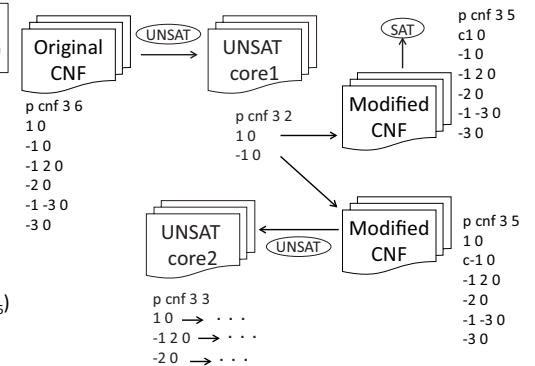 Original
CNF
UNSAT
UNSAT
core1
SAT
p cnf 3 5
c1 0
-1 0
-1 2 0
-2 0
-1 -3 0
-3 0
Modified
CNF
p cnf 3 6
1 0
-1 0
-1 2 0
-2 0
-1 -3 0
-3 0
p cnf 3 2
1 0
-1 0
UNSAT
core2
UNSAT
Modified
CNF
p cnf 3 5
1 0
c-1 0
-1 2 0
-2 0
-1 -3 0
-3 0
p cnf 3 3
1 0 → · · ·
-1 2 0 → · · ·
-2 0 → · · ·